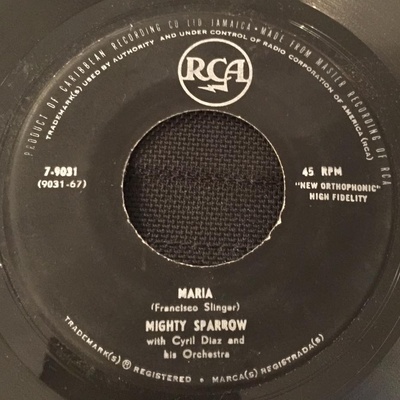 PRODUCT OF CARIBBEAN RECORDING CO LTD JAMAICA • MADE FROM MASTER RECORDING OF RCA
TRADEMARK(S) USED BY AUTHORITY AND UNDER CONTROL OF RADIO CORPORATION OF AMERICA (RCA)
RCA
7-9031
(9031-67)
45 RPM
"NEW ORTHOPHONIC"
HIGH FIDELITY
MARIA
(Francisco Slinger)
MIGHTY SPARROW
with Cyril Diaz and
his Orchestra
TRADEMARK(S) ® REGISTERED • MARCA(S) REGISTRADA(S)